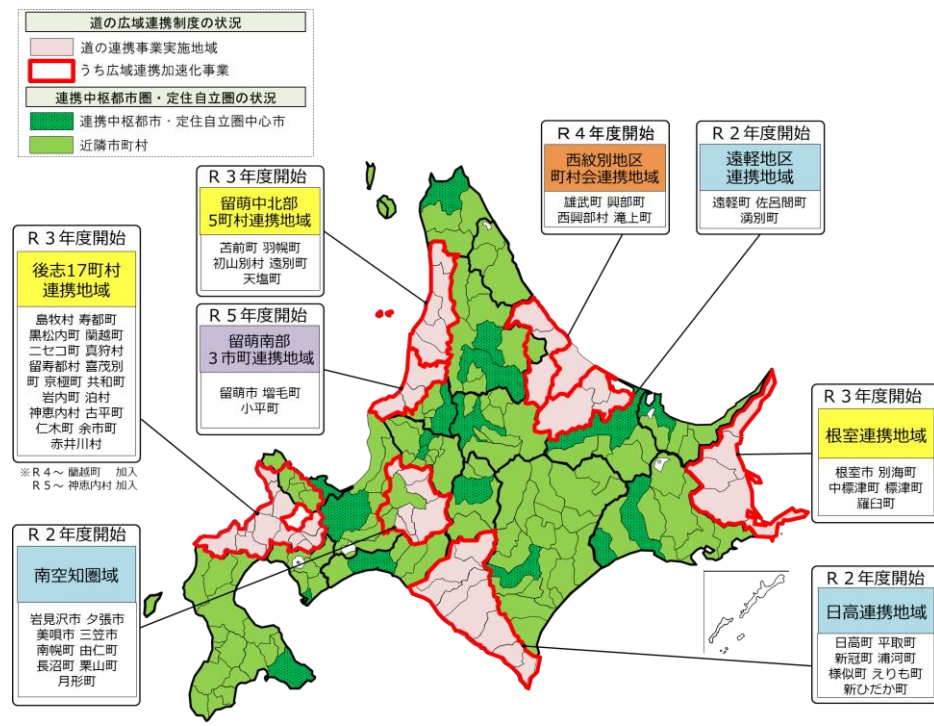 道の広域連携制度の状況
道の連携事業実施地域
うち広域連携加速化事業
連携中枢都市圏・定住自立圏の状況
連携中枢都市・定住自立圏中心市
近隣市町村
R4年度開始
西紋別地区
町村会連携地域
雄武町 興部町
西興部村 滝上町
R2年度開始
遠軽地区
連携地域
遠軽町 佐呂間町
湧別町
R3年度開始
留萌中北部
5町村連携地域
苫前町 羽幌町
初山別村 遠別町
天塩町
R3年度開始
後志17町村
連携地域
島牧村 寿都町
黒松内町 蘭越町
ニセコ町 真狩村
留寿都村 喜茂別
町 京極町 共和町
岩内町 泊村
神恵内村 古平町
仁木町 余市町
赤井川村
※R4~ 蘭越町 加入
R5~ 神恵内村 加入
R5年度開始
留萌南部
3市町連携地域
留萌市 増毛町
小平町
R3年度開始
根室連携地域
根室市 別海町
中標津町 標津町
羅臼町
R2年度開始
南空知圏域
岩見沢市 夕張市
美唄市 三笠市
南幌町 由仁町
長沼町 栗山町
月形町
R2年度開始
日高連携地域
日高町 平取町
新冠町 浦河町
様似町 えりも町
新ひだか町